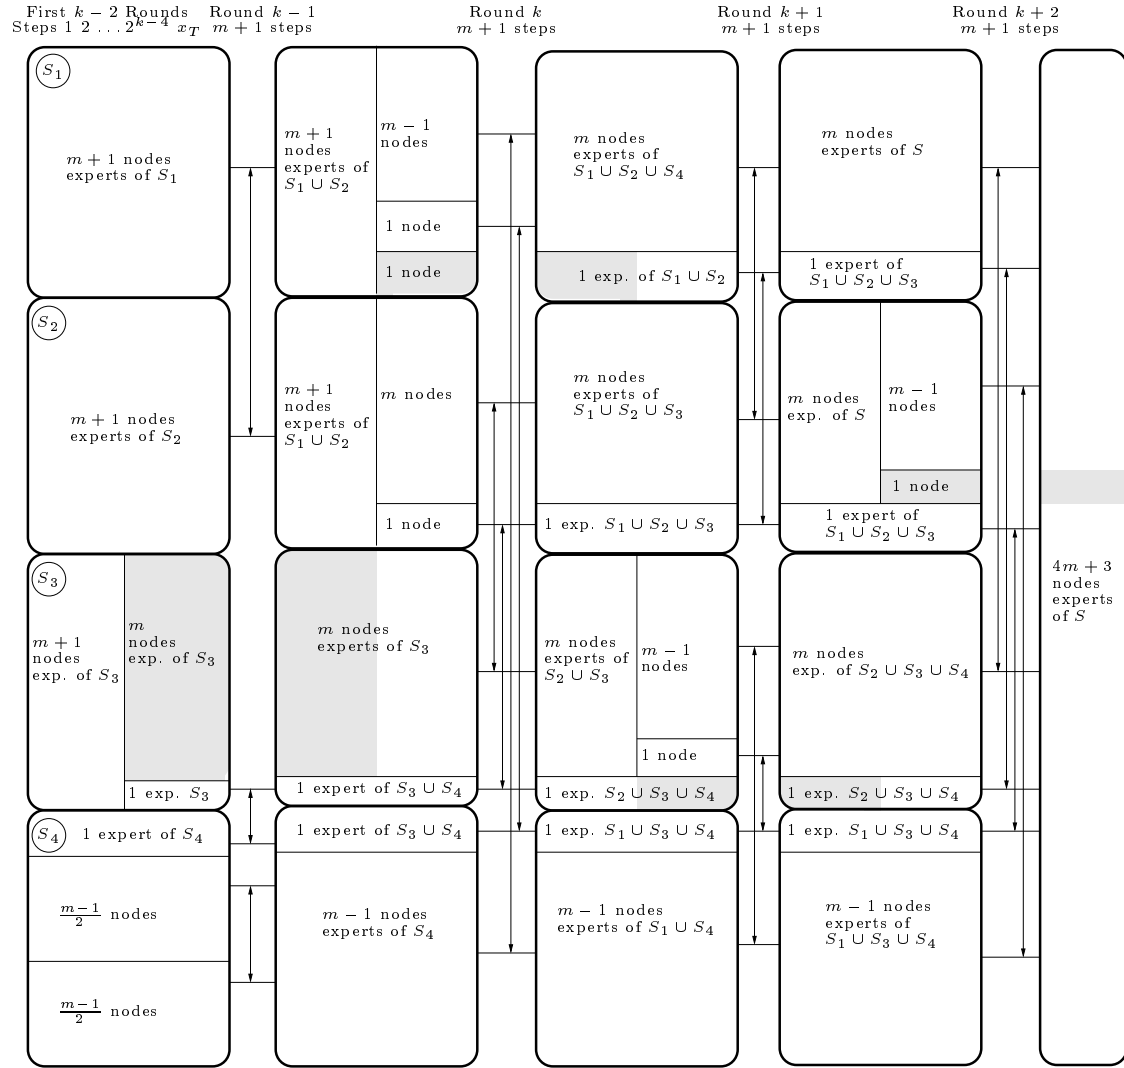 First k − 2 Rounds
Steps 1 2 … 2^{k−4} x_T
Round k − 1
m + 1 steps
Round k
m + 1 steps
Round k + 1
m + 1 steps
Round k + 2
m + 1 steps
S_1
m + 1 nodes
experts of S_1
S_2
m + 1 nodes
experts of S_2
S_3
m + 1
nodes
exp. of S_3
m
nodes
exp. of S_3
1 exp. S_3
S_4
1 expert of S_4
\frac{m−1}{2} nodes
\frac{m−1}{2} nodes
m + 1
nodes
experts of
S_1 ∪ S_2
m − 1
nodes
1 node
1 node
m + 1
nodes
experts of
S_1 ∪ S_2
m nodes
1 node
m nodes
experts of S_3
1 expert of S_3 ∪ S_4
1 expert of S_3 ∪ S_4
m − 1 nodes
experts of S_4
m nodes
experts of
S_1 ∪ S_2 ∪ S_4
1 exp. of S_1 ∪ S_2
m nodes
experts of
S_1 ∪ S_2 ∪ S_3
1 exp. S_1 ∪ S_2 ∪ S_3
m nodes
experts of
S_2 ∪ S_3
m − 1
nodes
1 node
1 exp. S_2 ∪ S_3 ∪ S_4
1 exp. S_1 ∪ S_3 ∪ S_4
m − 1 nodes
experts of S_1 ∪ S_4
m nodes
experts of S
1 expert of
S_1 ∪ S_2 ∪ S_3
m nodes
exp. of S
m − 1
nodes
1 node
1 expert of
S_1 ∪ S_2 ∪ S_3
m nodes
exp. of S_2 ∪ S_3 ∪ S_4
1 exp. S_2 ∪ S_3 ∪ S_4
1 exp. S_1 ∪ S_3 ∪ S_4
m − 1 nodes
experts of
S_1 ∪ S_3 ∪ S_4
4m + 3
nodes
experts
of S